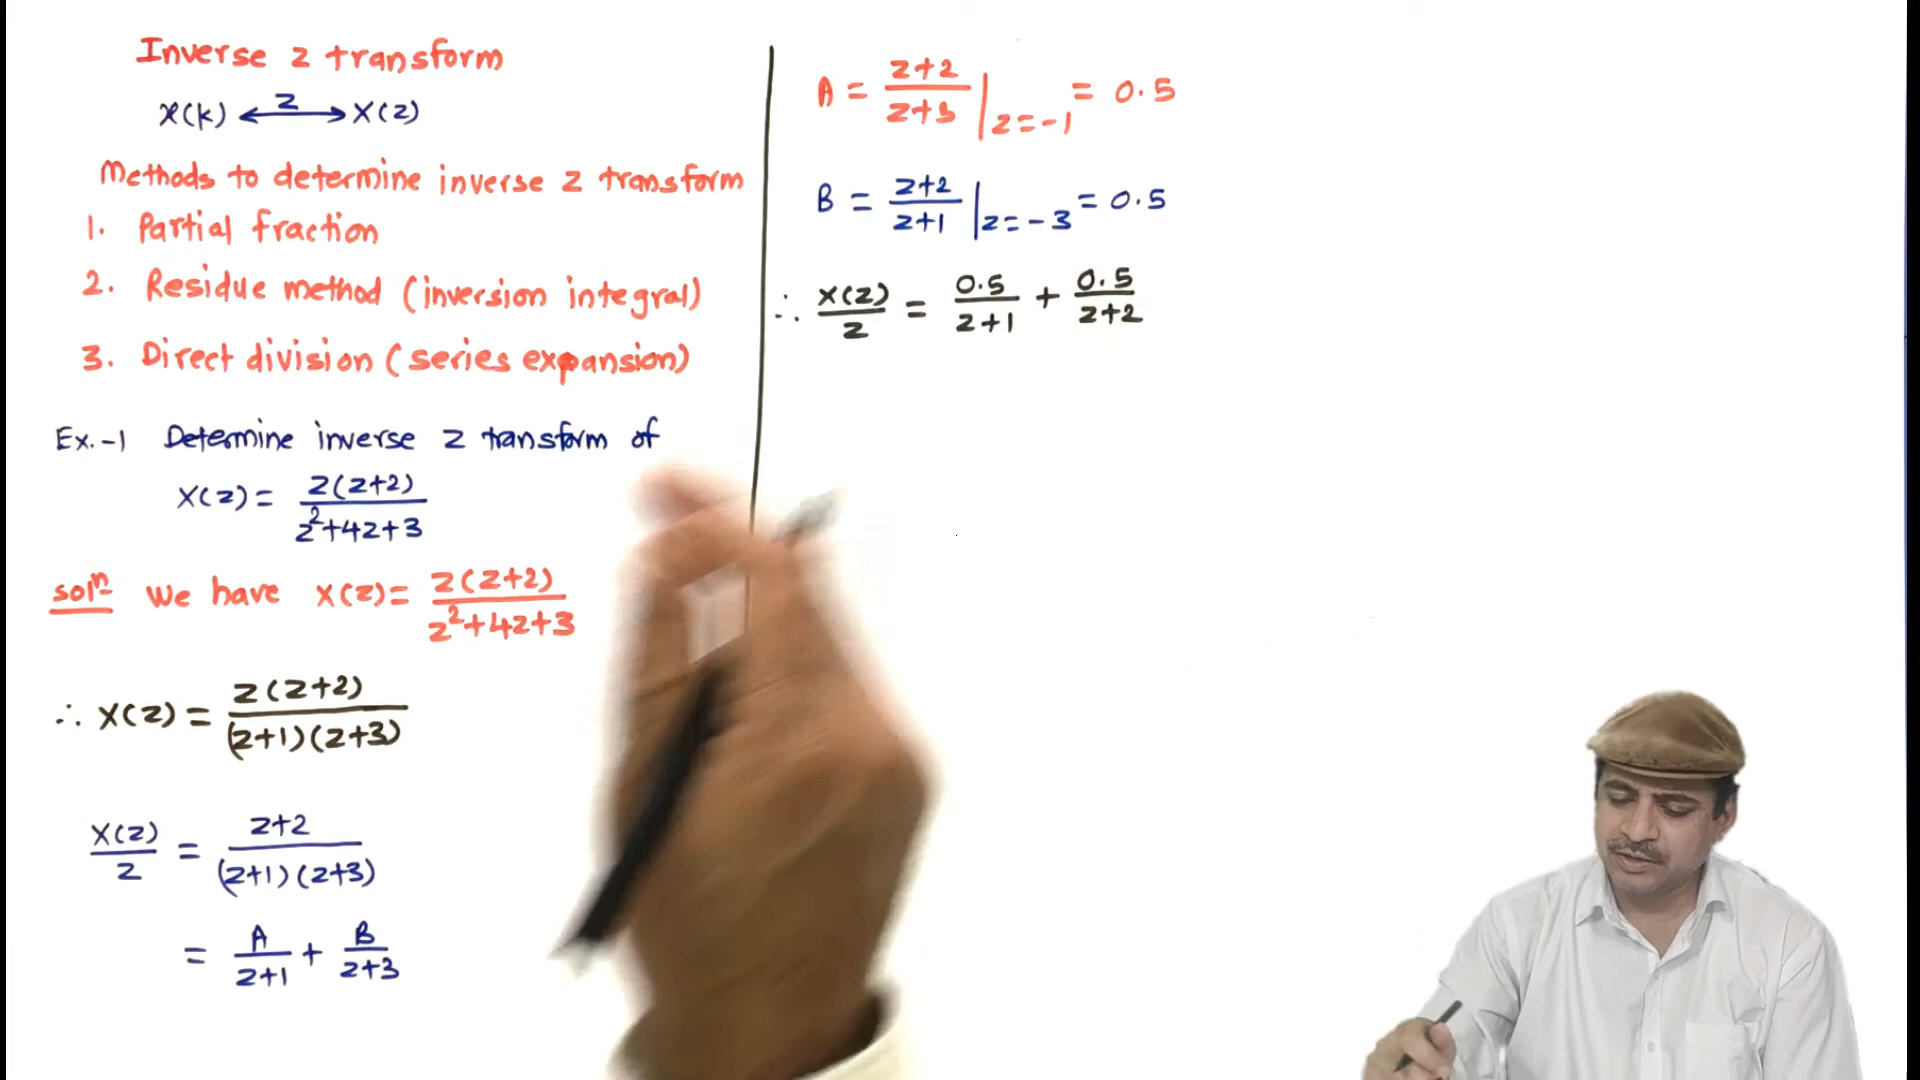 Inverse z transform
x(k) ⟷ᶻ X(z)
Methods to determine inverse z transform
1. Partial fraction
2. Residue method (inversion integral)
3. Direct division (series expansion)
Ex.-1 Determine inverse z transform of
X(z) = z(z+2) / z²+4z+3
solⁿ We have X(z) = z(z+2) / z²+4z+3
∴ X(z) = z(z+2) / (z+1)(z+3)
X(z)/z = z+2 / (z+1)(z+3)
= A/z+1 + B/z+3
A = z+2 / z+3 |z=-1 = 0.5
B = z+2 / z+1 |z=-3 = 0.5
∴ X(z)/z = 0.5/z+1 + 0.5/z+2